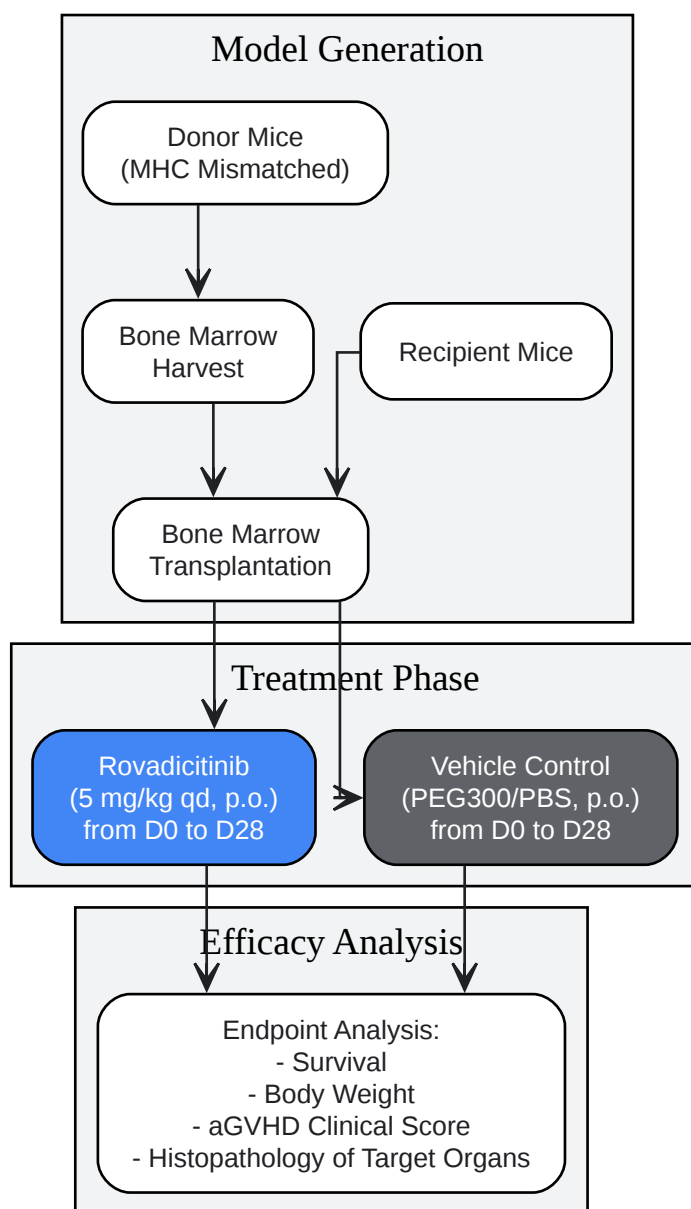 Model Generation
Donor Mice
(MHC Mismatched)
Bone Marrow
Harvest
Recipient Mice
Bone Marrow
Transplantation
Treatment Phase
Rovadicitinib
(5 mg/kg qd, p.o.)
from D0 to D28
Vehicle Control
(PEG300/PBS, p.o.)
from D0 to D28
Efficacy Analysis
Endpoint Analysis:
- Survival
- Body Weight
- aGVHD Clinical Score
- Histopathology of Target Organs